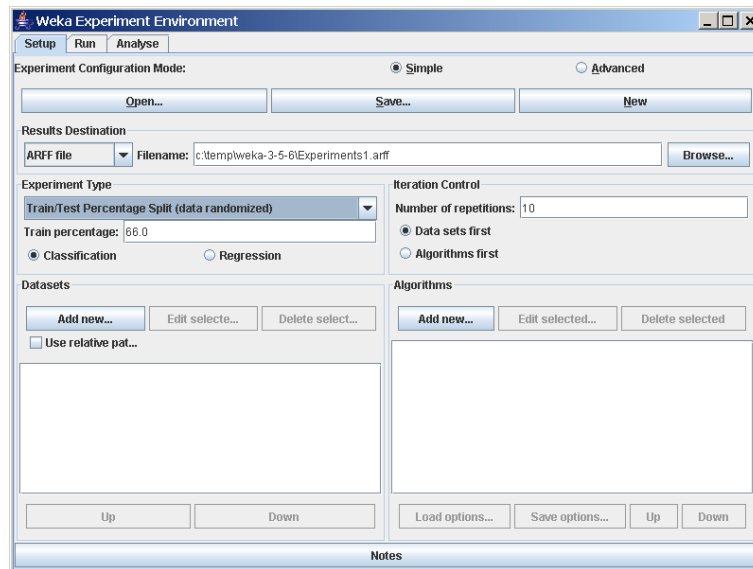 Weka Experiment Environment
Setup Run Analyse
Experiment Configuration Mode: Simple Advanced
Open... Save... New
Results Destination
ARFF file Filename: c:\temp\weka-3-5-6\Experiments1.arff Browse...
Experiment Type Iteration Control
Train/Test Percentage Split (data randomized) Number of repetitions: 10
Train percentage: 66.0 Data sets first
Classification Regression Algorithms first
Datasets Algorithms
Add new... Edit selecte... Delete select... Add new... Edit selected... Delete selected
Use relative pat...
Up Down Load options... Save options... Up Down
Notes